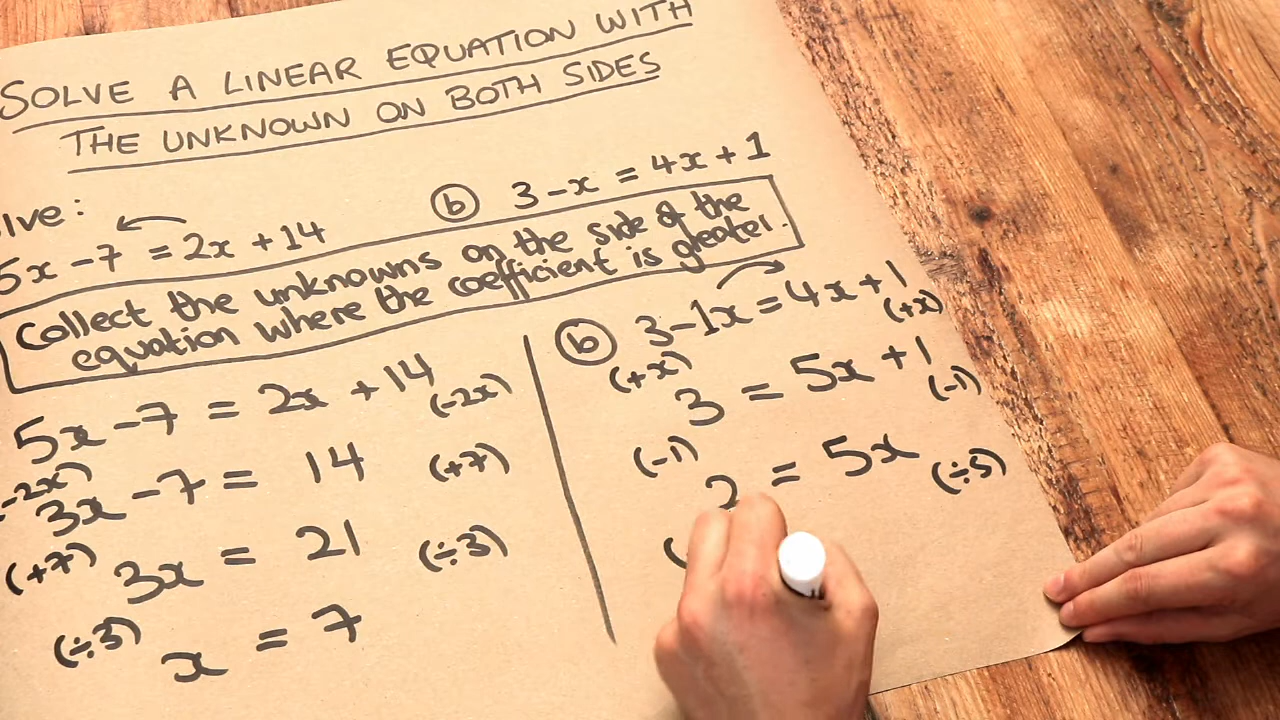 SOLVE A LINEAR EQUATION WITH
THE UNKNOWN ON BOTH SIDES
lve:
5x - 7 = 2x + 14
b 3 - x = 4x + 1
Collect the unknowns on the side of the
equation where the coefficient is greater.
5x - 7 = 2x + 14
(-2x) (-2x)
3x - 7 = 14
(+7) (+7)
3x = 21
(÷3) (÷3)
x = 7
b 3 - 1x = 4x + 1
(+x) (+x)
3 = 5x + 1
(-1) (-1)
2 = 5x
( (÷5)